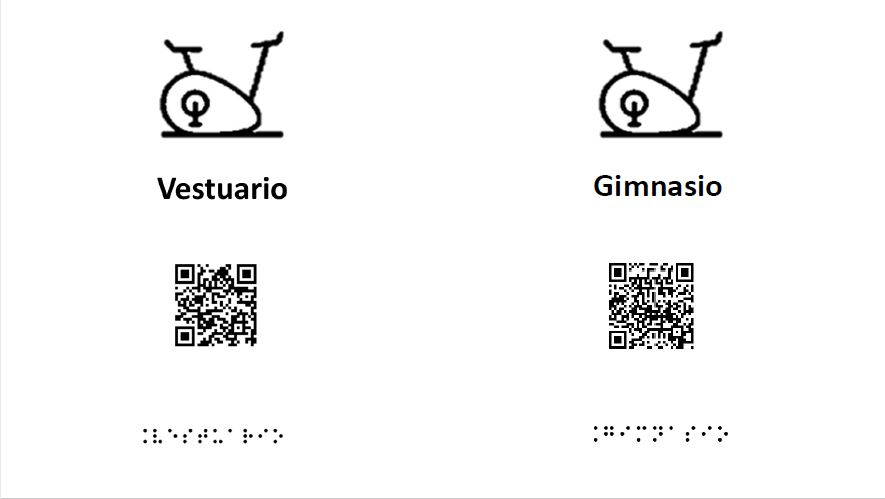 Vestuario
Gimnasio
⠨⠧⠑⠎⠞⠥⠁⠗⠊⠕
⠨⠛⠊⠍⠝⠁⠎⠊⠕